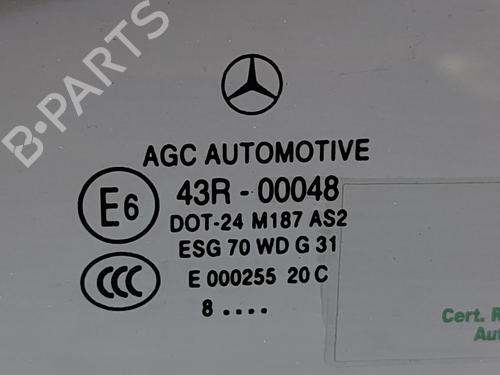 B-PARTS
AGC AUTOMOTIVE
E6 43R - 00048
DOT-24 M187 AS2
ESG 70 WD G 31
CCC E 000255 20 C
8 ....
Cert. R
Aut